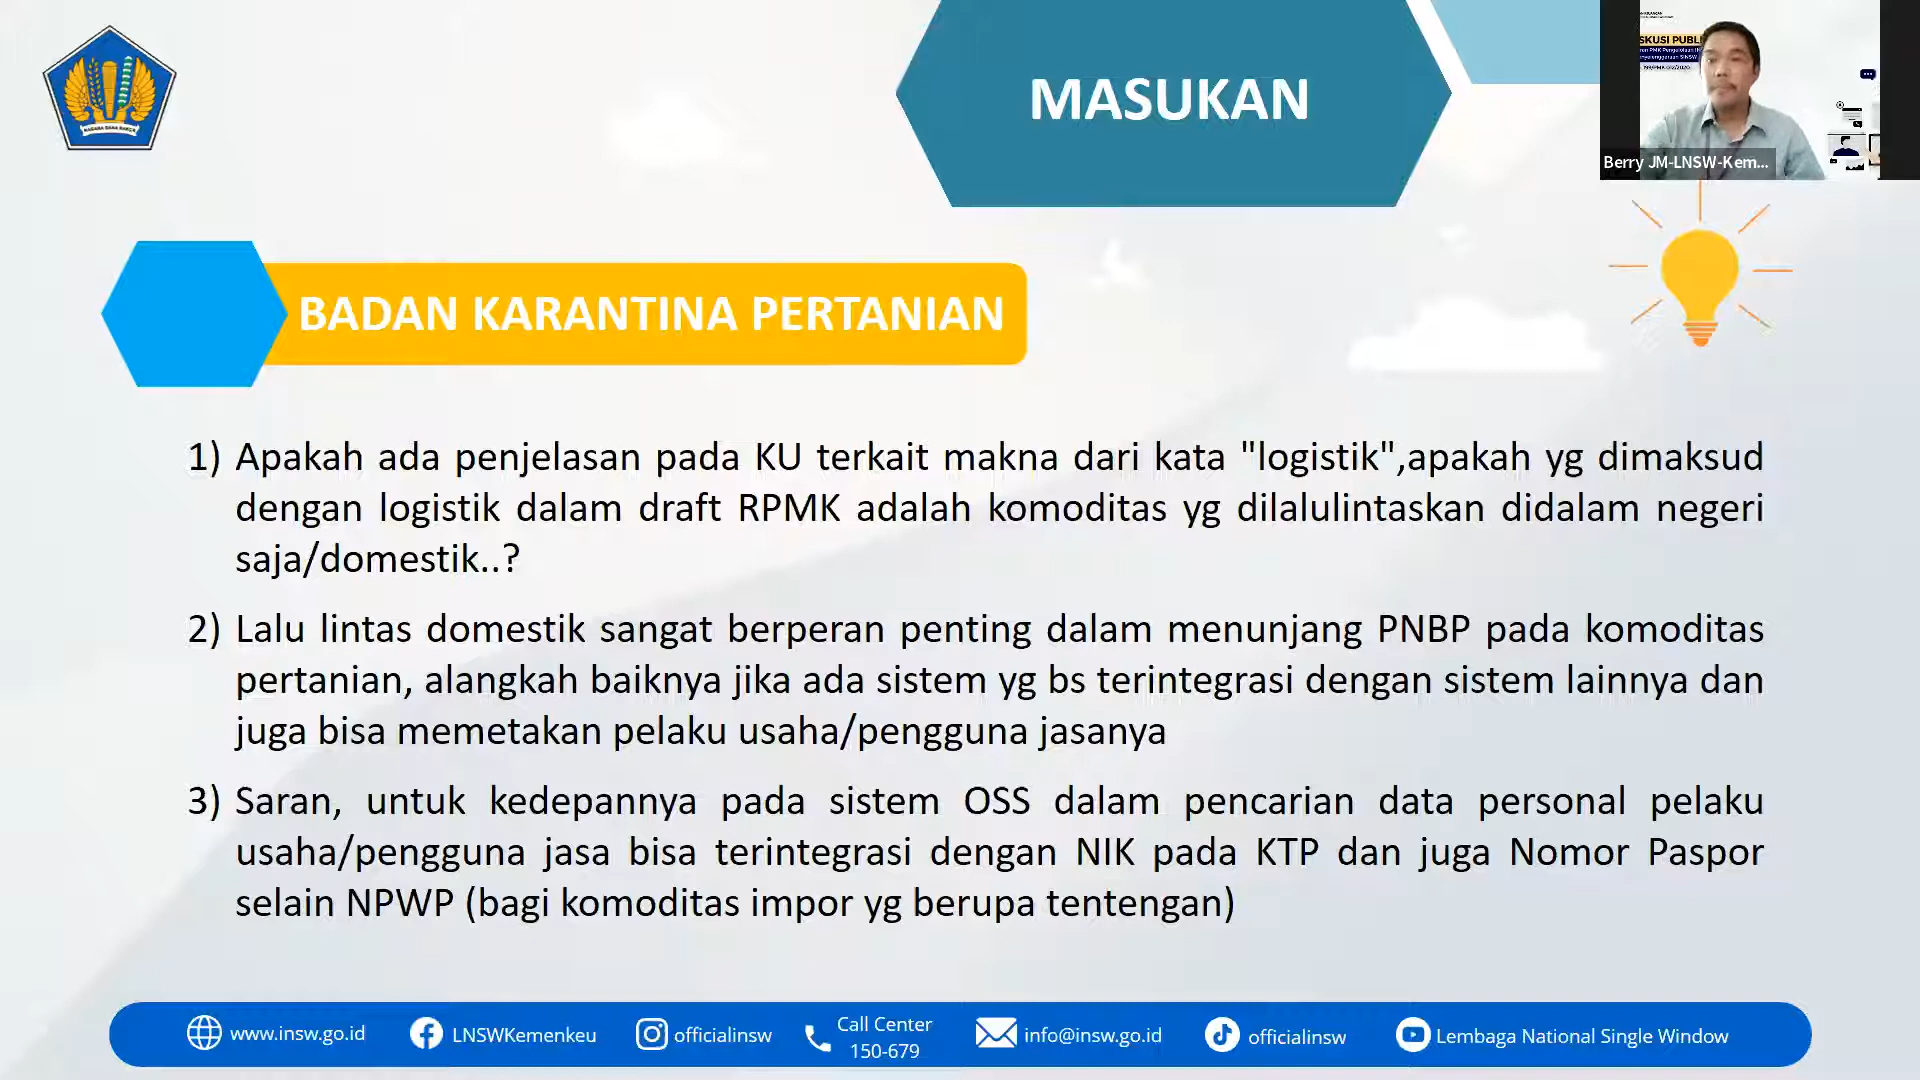 MASUKAN
SKUSI PUBL
Berry JM-LNSW-Kem...
NAGARA DANA RAKCA
BADAN KARANTINA PERTANIAN
1) Apakah ada penjelasan pada KU terkait makna dari kata "logistik",apakah yg dimaksud
dengan logistik dalam draft RPMK adalah komoditas yg dilalulintaskan didalam negeri
saja/domestik..?
2) Lalu lintas domestik sangat berperan penting dalam menunjang PNBP pada komoditas
pertanian, alangkah baiknya jika ada sistem yg bs terintegrasi dengan sistem lainnya dan
juga bisa memetakan pelaku usaha/pengguna jasanya
3) Saran, untuk kedepannya pada sistem OSS dalam pencarian data personal pelaku
usaha/pengguna jasa bisa terintegrasi dengan NIK pada KTP dan juga Nomor Paspor
selain NPWP (bagi komoditas impor yg berupa tentengan)
www.insw.go.id
LNSWKemenkeu
officialinsw
Call Center
150-679
info@insw.go.id
officialinsw
Lembaga National Single Window